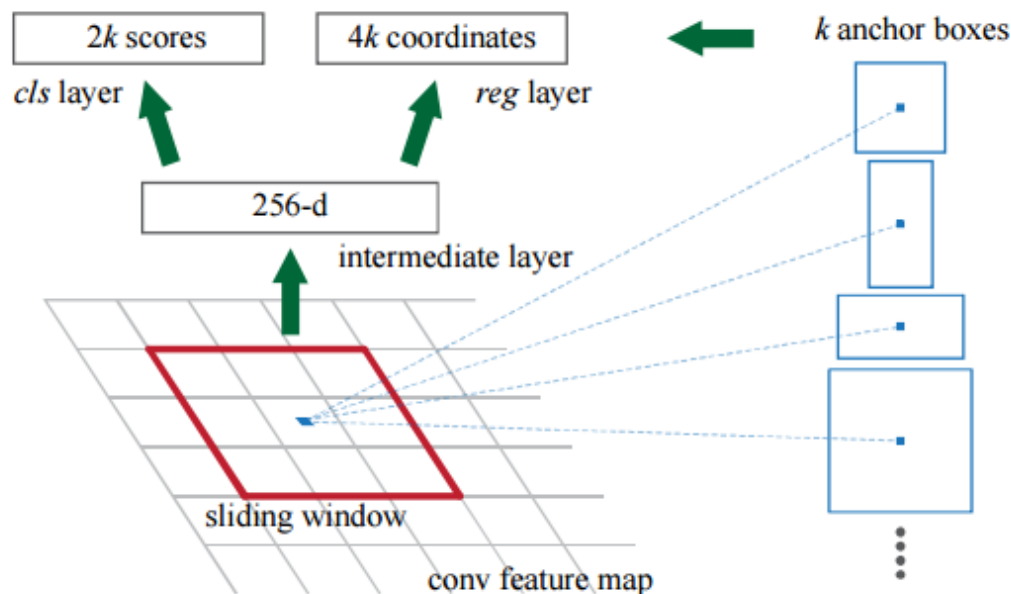 2k scores
4k coordinates
k anchor boxes
cls layer
reg layer
256-d
intermediate layer
sliding window
conv feature map